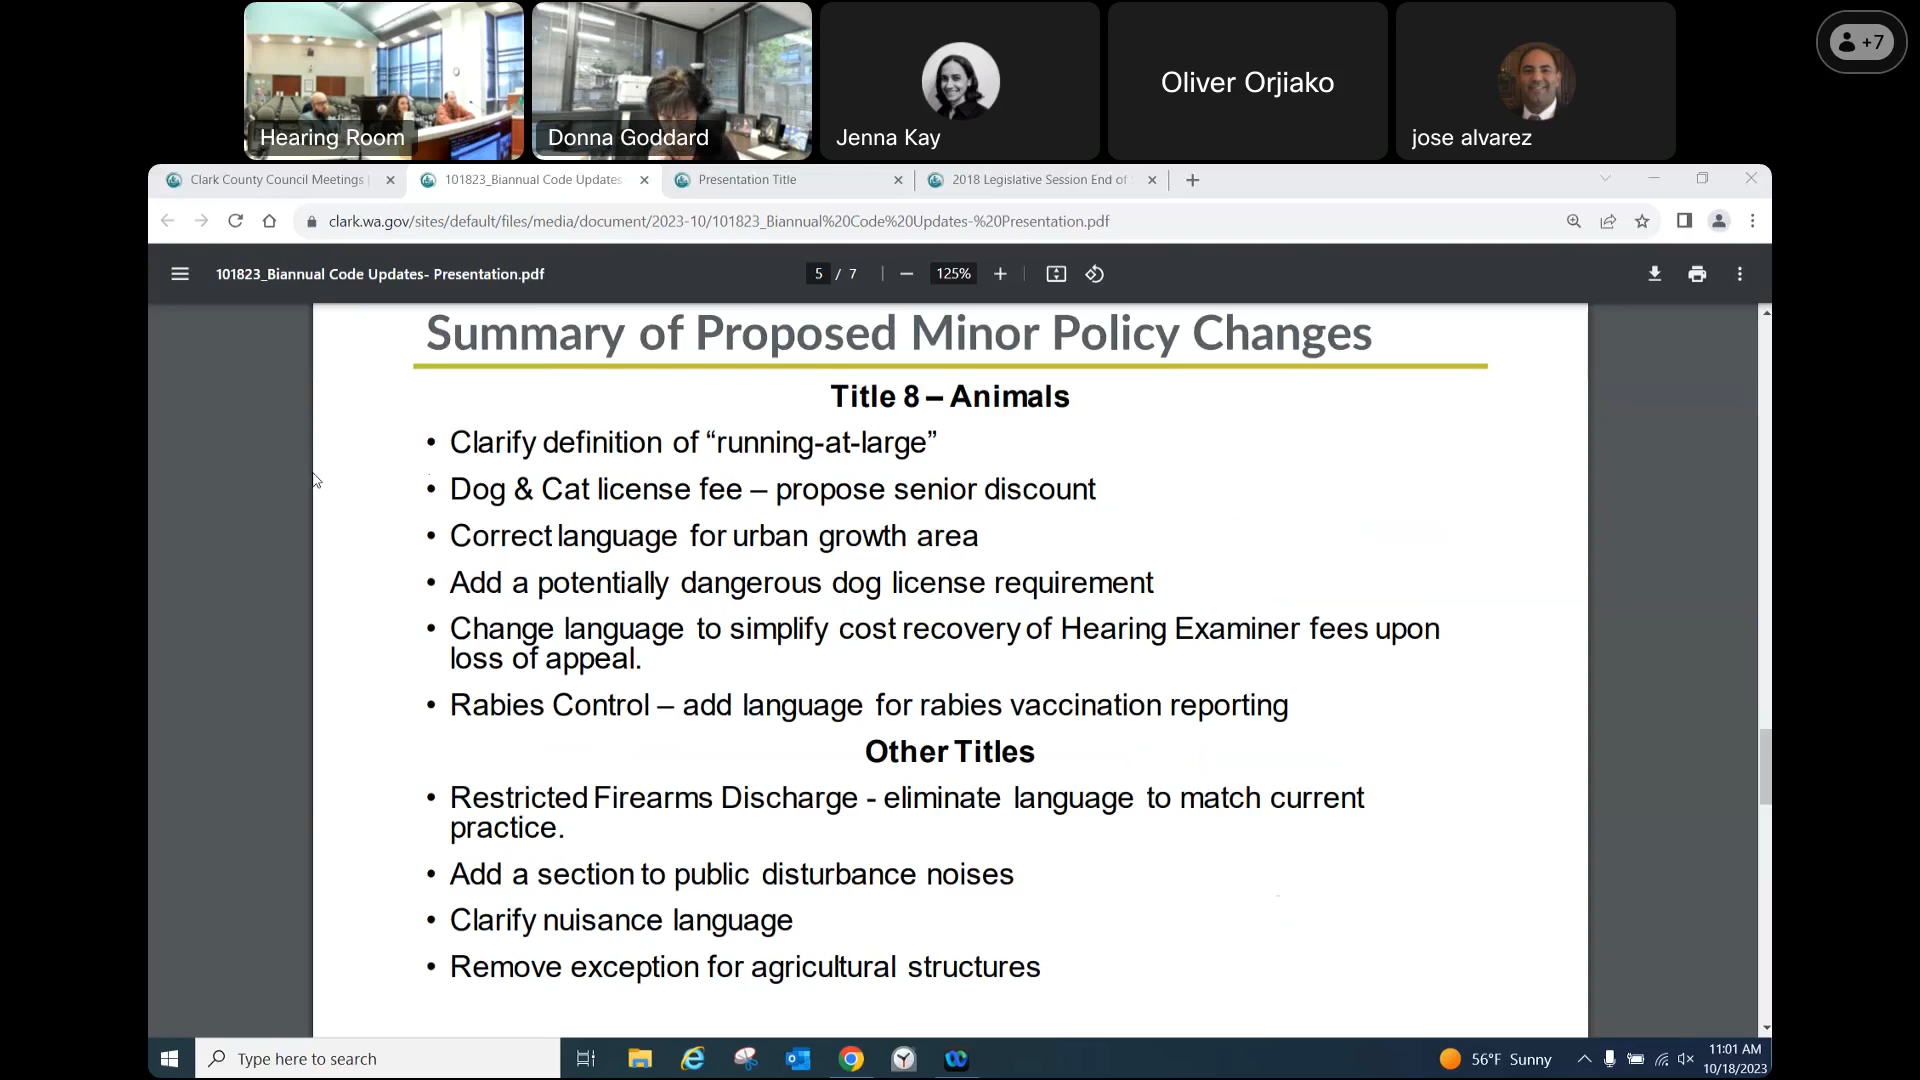 Hearing Room
Donna Goddard
Jenna Kay
Oliver Orjiako
jose alvarez
+7
Clark County Council Meetings |
101823_Biannual Code Updates
Presentation Title
2018 Legislative Session End of
clark.wa.gov/sites/default/files/media/document/2023-10/101823_Biannual%20Code%20Updates-%20Presentation.pdf
101823_Biannual Code Updates- Presentation.pdf
5 / 7
125%
Summary of Proposed Minor Policy Changes
Title 8 – Animals
• Clarify definition of “running-at-large”
• Dog & Cat license fee – propose senior discount
• Correct language for urban growth area
• Add a potentially dangerous dog license requirement
• Change language to simplify cost recovery of Hearing Examiner fees upon
loss of appeal.
• Rabies Control – add language for rabies vaccination reporting
Other Titles
• Restricted Firearms Discharge - eliminate language to match current
practice.
• Add a section to public disturbance noises
• Clarify nuisance language
• Remove exception for agricultural structures
Type here to search
56°F Sunny
11:01 AM
10/18/2023